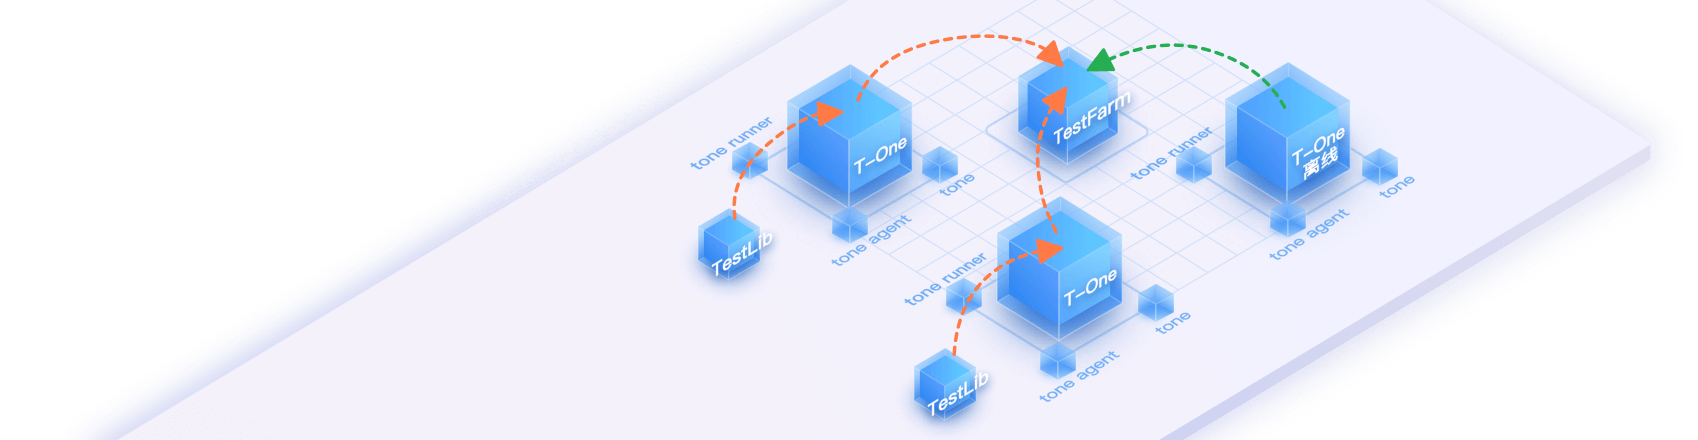 tone runner
T-One
tone
tone agent
TestLib
TestFarm
tone runner
T-One
离线
tone
tone agent
tone runner
T-One
tone
tone agent
TestLib